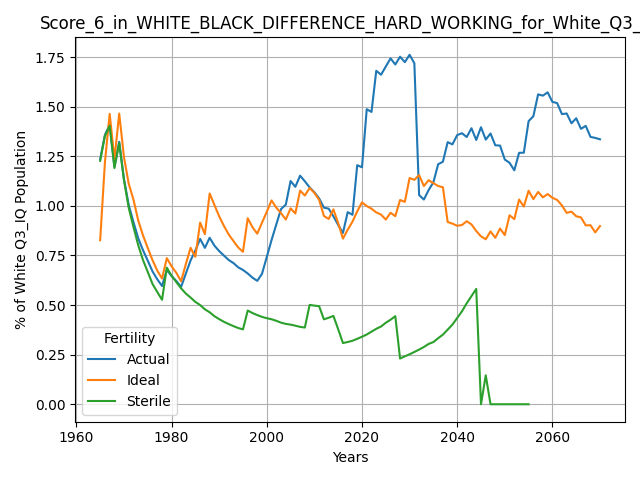 Score_6_in_WHITE_BLACK_DIFFERENCE_HARD_WORKING_for_White_Q3_
1.75
1.50
1.25
1.00
0.75
0.50
0.25
0.00
% of White Q3_IQ Population
Fertility
Actual
Ideal
Sterile
1960 1980 2000 2020 2040 2060
Years